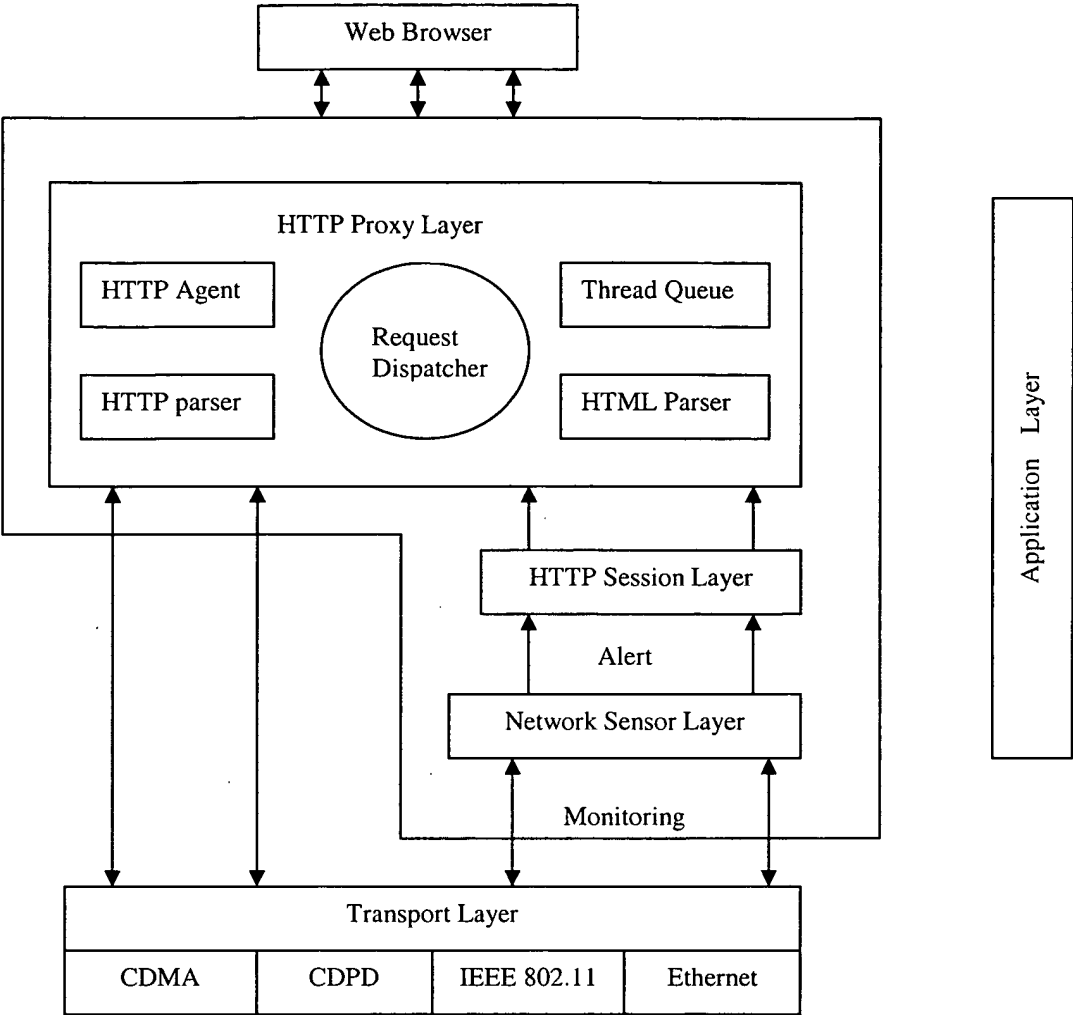 Web Browser
HTTP Proxy Layer
HTTP Agent
Thread Queue
Request
Dispatcher
HTTP parser
HTML Parser
HTTP Session Layer
Alert
Network Sensor Layer
Monitoring
Transport Layer
CDMA
CDPD
IEEE 802.11
Ethernet
Application Layer